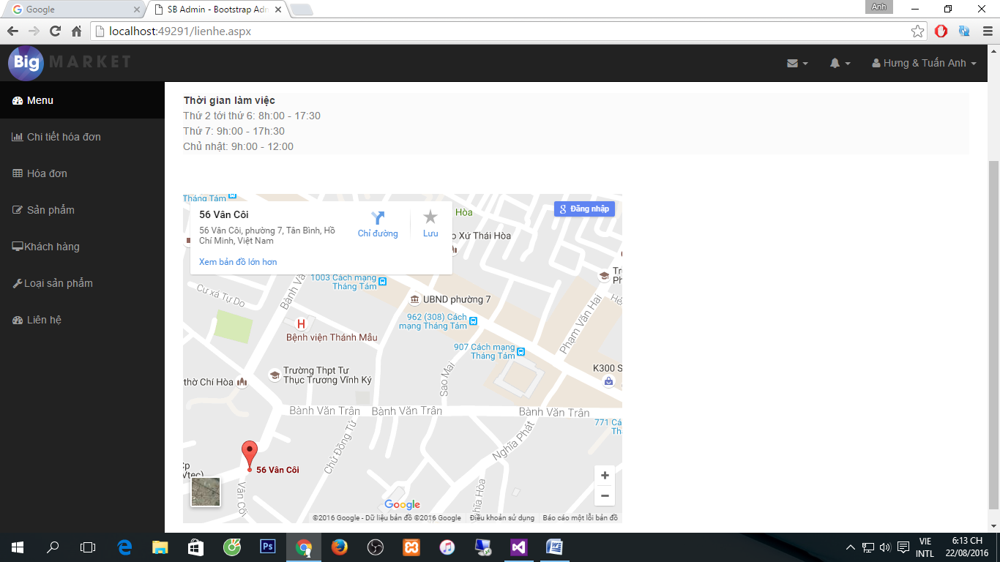 Google
SB Admin - Bootstrap Adn
Anh
localhost:49291/lienhe.aspx
Big MARKET
Hưng & Tuấn Anh
Menu
Chi tiết hóa đơn
Hóa đơn
Sản phẩm
Khách hàng
Loại sản phẩm
Liên hệ
Thời gian làm việc
Thứ 2 tới thứ 6: 8h:00 - 17:30
Thứ 7: 9h:00 - 17h:30
Chủ nhật: 9h:00 - 12:00
Tháng Tám
56 Vân Côi
56 Vân Côi, phường 7, Tân Bình, Hồ
Chí Minh, Việt Nam
Xem bản đồ lớn hơn
Chỉ đường
Lưu
Hòa
Đăng nhập
o Xứ Thái Hòa
1003 Cách mạng
Tháng Tám
Cư xá Tự Do
Bành Vă
UBND phường 7
962 (308) Cách
mạng Tháng Tám
Phạm Văn Hai
Bệnh viện Thánh Mẫu
907 Cách mạng
Tháng Tám
K300 S
Trường Thpt Tư
Thục Trương Vĩnh Ký
thờ Chí Hòa
Sao Mai
Bành Văn Trân
Bành Văn Trân
Bành Văn Trân
771 Cá
Thá
Chử Đồng Tử
Nghĩa Phát
56 Vân Côi
Vtec)
Vân Côi
ghĩa Hòa
Google
©2016 Google - Dữ liệu bản đồ ©2016 Google
Điều khoản sử dụng
Báo cáo một lỗi bản đồ
VIE
INTL
6:13 CH
22/08/2016